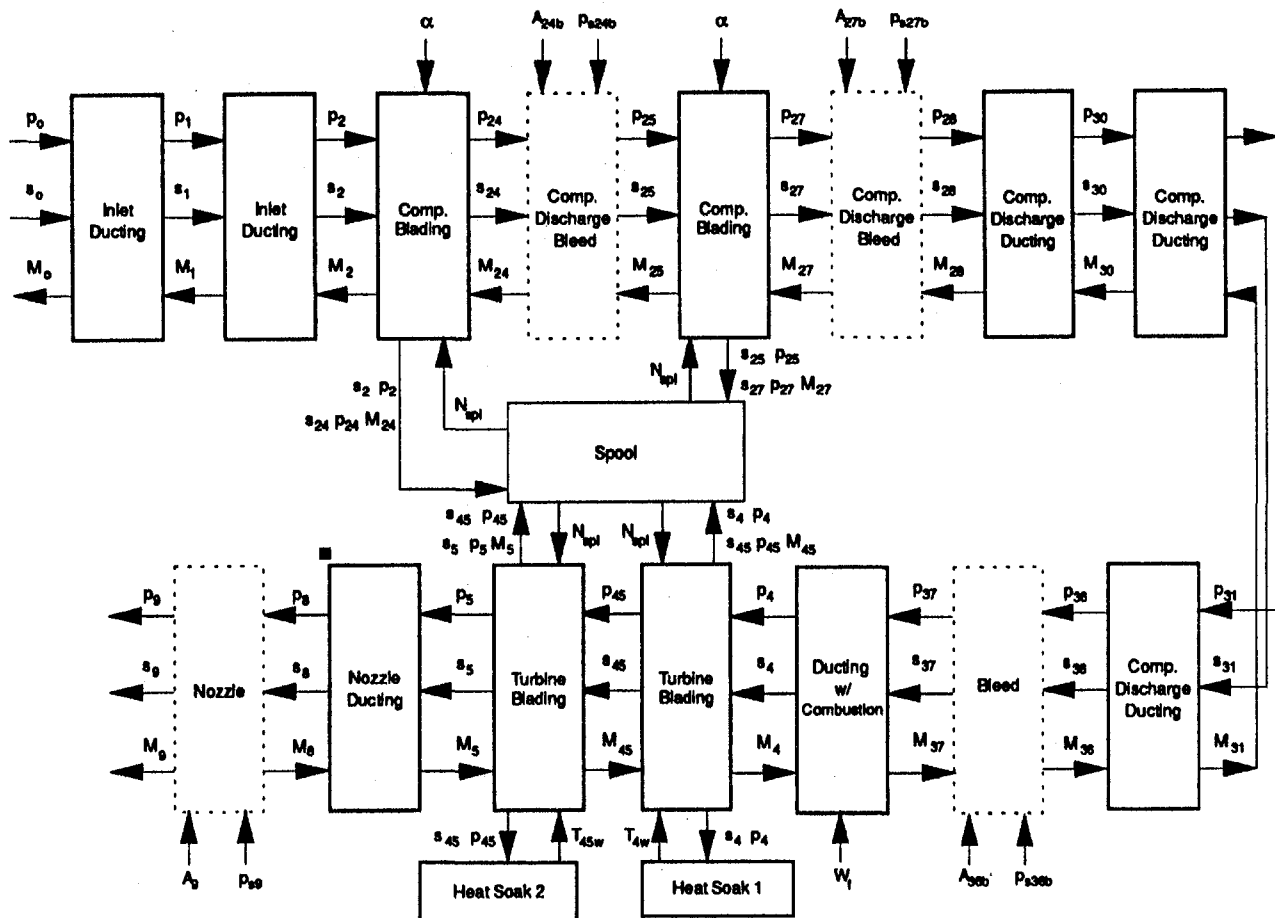 α A₂₄b pₛ₂₄b α A₂₇b pₛ₂₇b
p₀ p₁ p₂ p₂₄ p₂₅ p₂₇ p₂₈ p₃₀
s₀ s₁ s₂ s₂₄ s₂₅ s₂₇ s₂₈ s₃₀
Inlet Ducting
Inlet Ducting
Comp. Blading
Comp. Discharge Bleed
Comp. Blading
Comp. Discharge Bleed
Comp. Discharge Ducting
Comp. Discharge Ducting
M₀ M₁ M₂ M₂₄ M₂₅ M₂₇ M₂₈ M₃₀
s₂ p₂
s₂₄ p₂₄ M₂₄
Nspl
Nspl
s₂₅ p₂₅
s₂₇ p₂₇ M₂₇
Spool
s₄₅ p₄₅
s₅ p₅ M₅
Nspl
Nspl
s₄ p₄
s₄₅ p₄₅ M₄₅
p₉ p₈ p₅ p₄₅ p₄ p₃₇ p₃₆ p₃₁
s₉ s₈ s₅ s₄₅ s₄ s₃₇ s₃₆ s₃₁
Nozzle
Nozzle Ducting
Turbine Blading
Turbine Blading
Ducting w/ Combustion
Bleed
Comp. Discharge Ducting
M₉ M₈ M₅ M₄₅ M₄ M₃₇ M₃₆ M₃₁
A₉ pₛ₉
s₄₅ p₄₅ T₄₅w
T₄w s₄ p₄
Wf
A₃₆b pₛ₃₆b
Heat Soak 2
Heat Soak 1